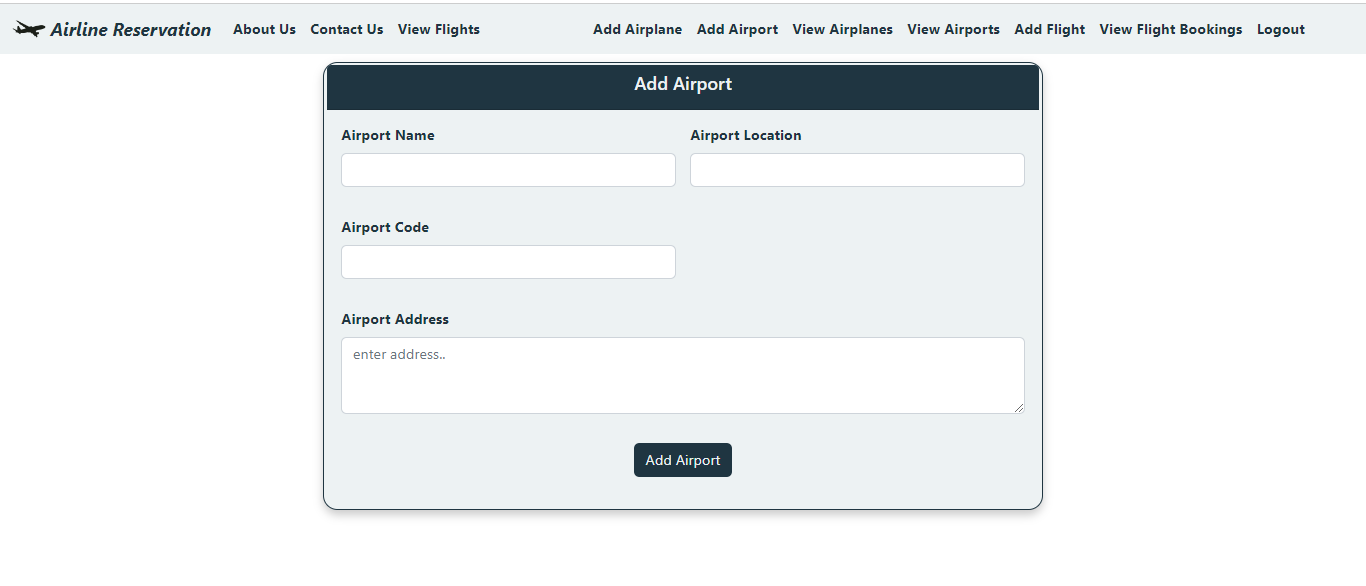 Airline Reservation About Us Contact Us View Flights Add Airplane Add Airport View Airplanes View Airports Add Flight View Flight Bookings Logout
Add Airport
Airport Name Airport Location
Airport Code
Airport Address
enter address..
Add Airport